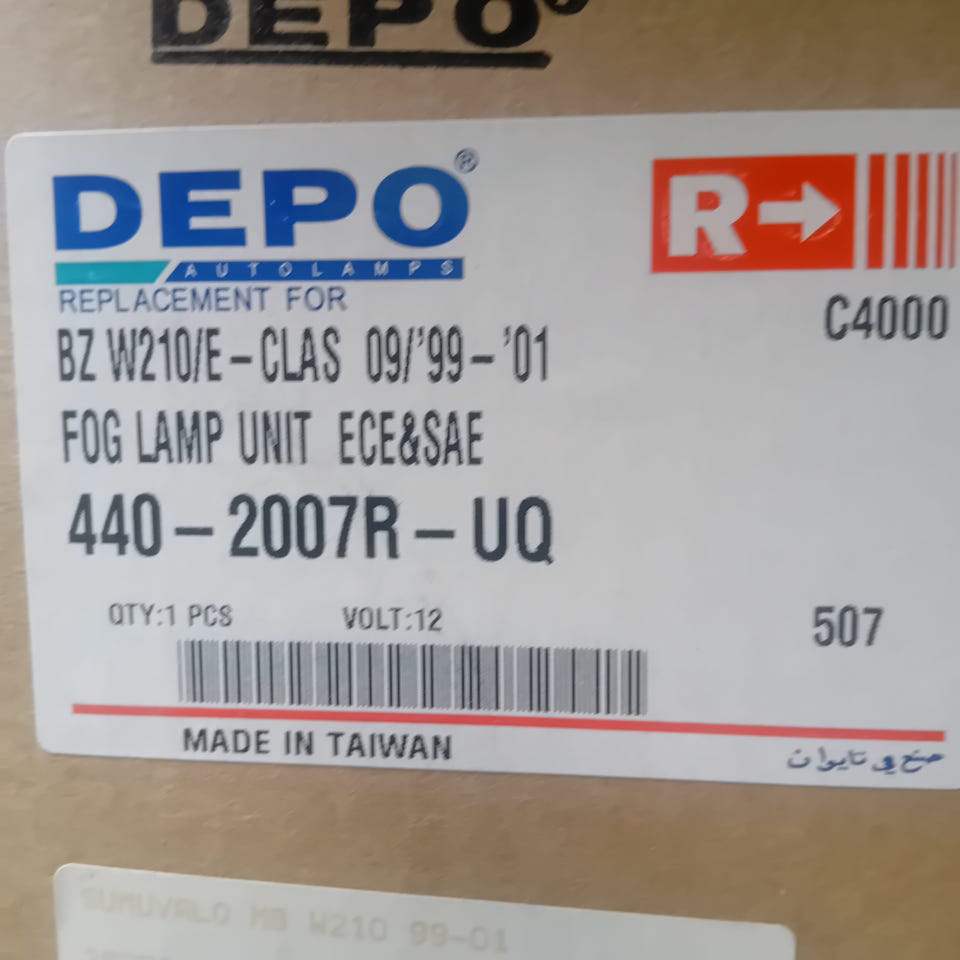 DEPO®
DEPO®
AUTOLAMPS
REPLACEMENT FOR
R→
C4000
BZ W210/E-CLAS 09/'99-'01
FOG LAMP UNIT ECE&SAE
440-2007R-UQ
QTY:1 PCS VOLT:12
507
MADE IN TAIWAN
صنع في تايوان
SUMUVALO MB W210 99-01